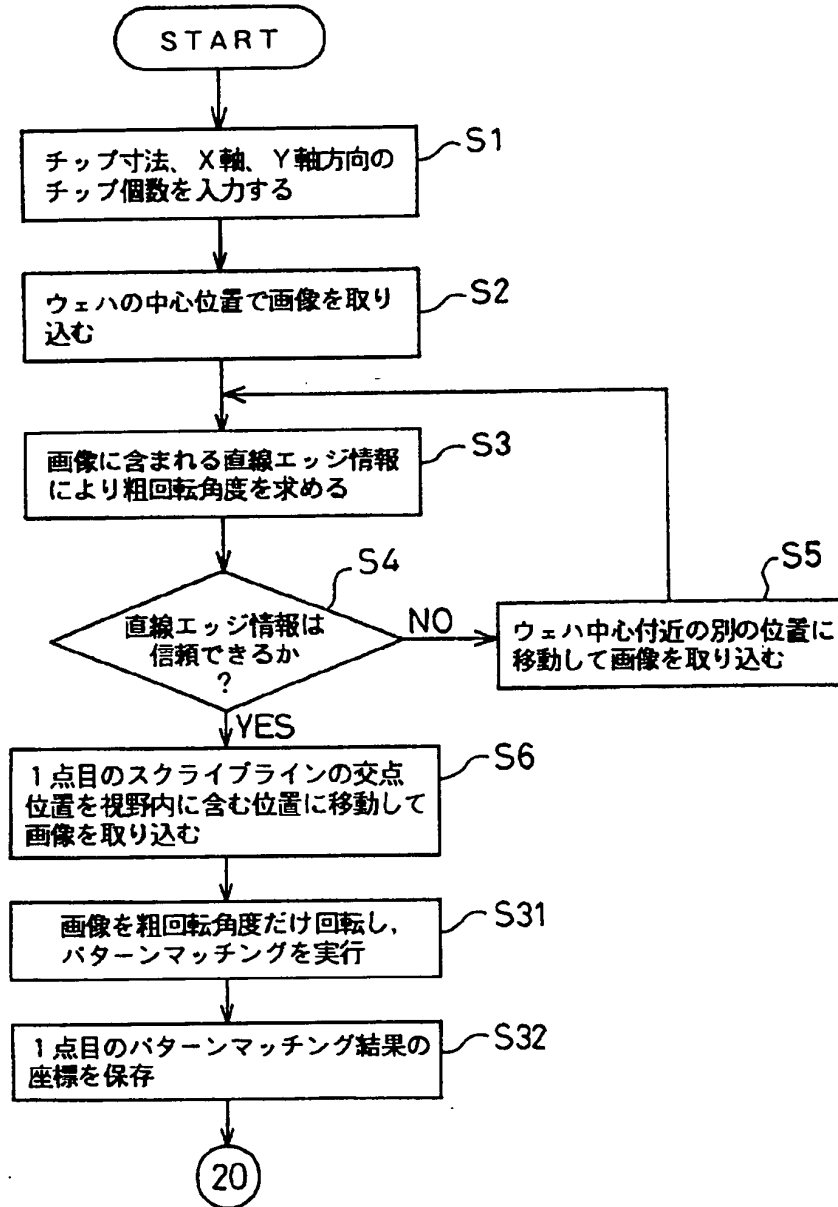 START
S1
チップ寸法、X軸、Y軸方向の
チップ個数を入力する
S2
ウェハの中心位置で画像を取り
込む
S3
画像に含まれる直線エッジ情報
により粗回転角度を求める
S4
直線エッジ情報は
信頼できるか
?
NO
S5
ウェハ中心付近の別の位置に
移動して画像を取り込む
YES
S6
1点目のスクライブラインの交点
位置を視野内に含む位置に移動して
画像を取り込む
S31
画像を粗回転角度だけ回転し,
パターンマッチングを実行
S32
1点目のパターンマッチング結果の
座標を保存
20